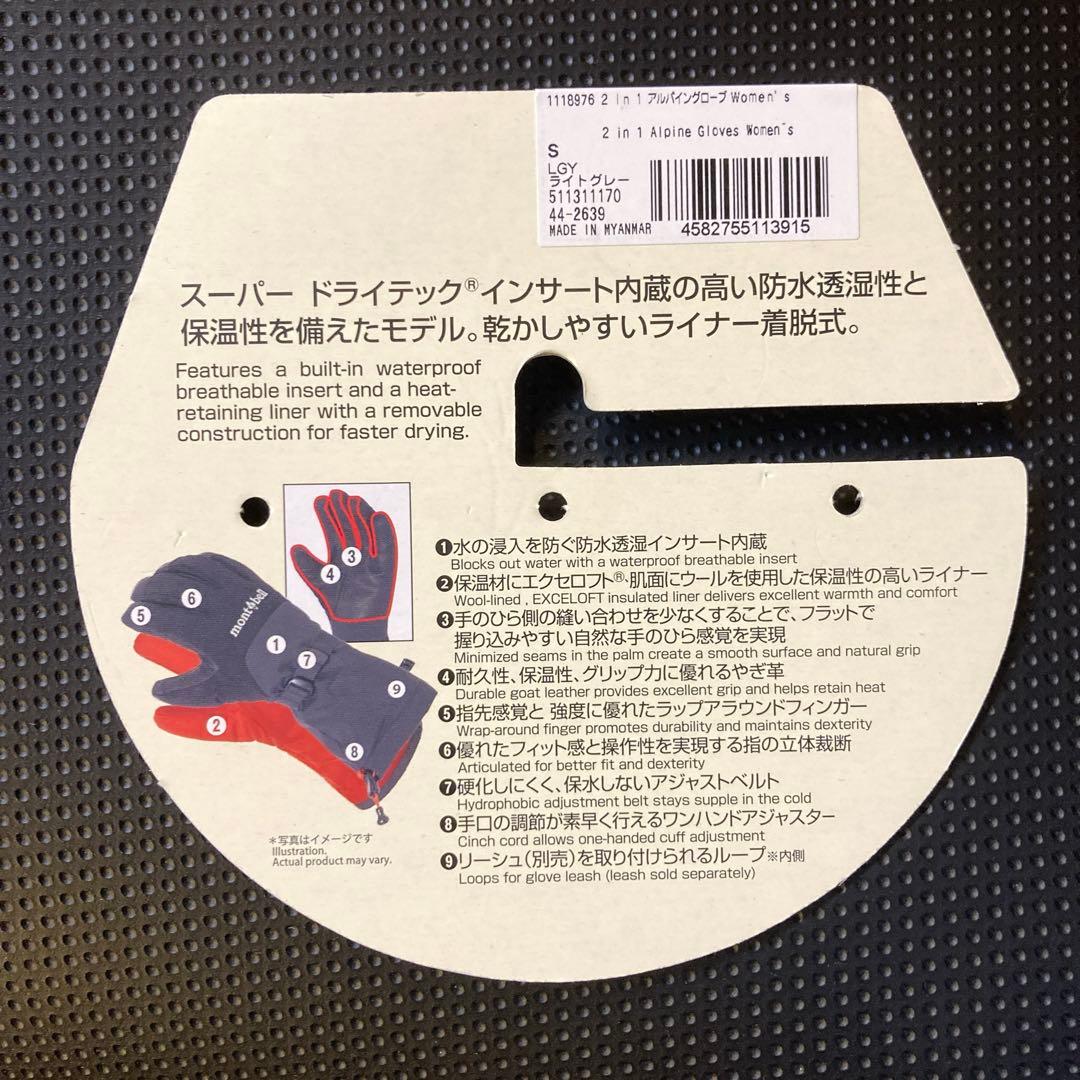 1118976 2 in 1 アルパイングローブ Women's
2 in 1 Alpine Gloves Women~s
S
LGY
ライトグレー
511311170
44-2639
MADE IN MYANMAR
4582755113915
スーパー ドライテック®インサート内蔵の高い防水透湿性と
保温性を備えたモデル。乾かしやすいライナー着脱式。
Features a built-in waterproof
breathable insert and a heat-
retaining liner with a removable
construction for faster drying.
3
4
5
6
mont-bell
1
7
9
2
8
*写真はイメージです
Illustration.
Actual product may vary.
❶水の浸入を防ぐ防水透湿インサート内蔵
Blocks out water with a waterproof breathable insert
❷保温材にエクセロフト®、肌面にウールを使用した保温性の高いライナー
Wool-lined , EXCELOFT insulated liner delivers excellent warmth and comfort
❸手のひら側の縫い合わせを少なくすることで、フラットで
握り込みやすい自然な手のひら感覚を実現
Minimized seams in the palm create a smooth surface and natural grip
❹耐久性、保温性、グリップ力に優れるやぎ革
Durable goat leather provides excellent grip and helps retain heat
❺指先感覚と 強度に優れたラップアラウンドフィンガー
Wrap-around finger promotes durability and maintains dexterity
❻優れたフィット感と操作性を実現する指の立体裁断
Articulated for better fit and dexterity
❼硬化しにくく、保水しないアジャストベルト
Hydrophobic adjustment belt stays supple in the cold
❽手口の調節が素早く行えるワンハンドアジャスター
Cinch cord allows one-handed cuff adjustment
❾リーシュ(別売)を取り付けられるループ※内側
Loops for glove leash (leash sold separately)